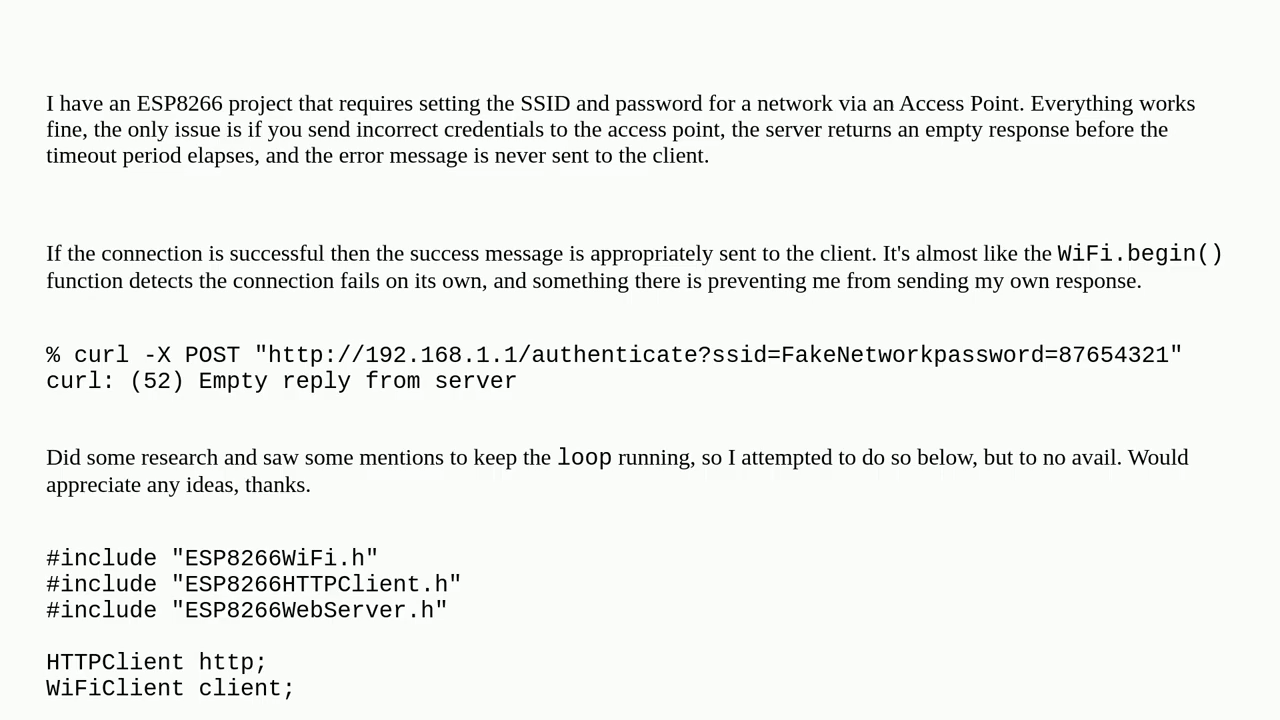 I have an ESP8266 project that requires setting the SSID and password for a network via an Access Point. Everything works
fine, the only issue is if you send incorrect credentials to the access point, the server returns an empty response before the
timeout period elapses, and the error message is never sent to the client.
If the connection is successful then the success message is appropriately sent to the client. It's almost like the WiFi.begin()
function detects the connection fails on its own, and something there is preventing me from sending my own response.
% curl -X POST "http://192.168.1.1/authenticate?ssid=FakeNetworkpassword=87654321"
curl: (52) Empty reply from server
Did some research and saw some mentions to keep the loop running, so I attempted to do so below, but to no avail. Would
appreciate any ideas, thanks.
#include "ESP8266WiFi.h"
#include "ESP8266HTTPClient.h"
#include "ESP8266WebServer.h"
HTTPClient http;
WiFiClient client;